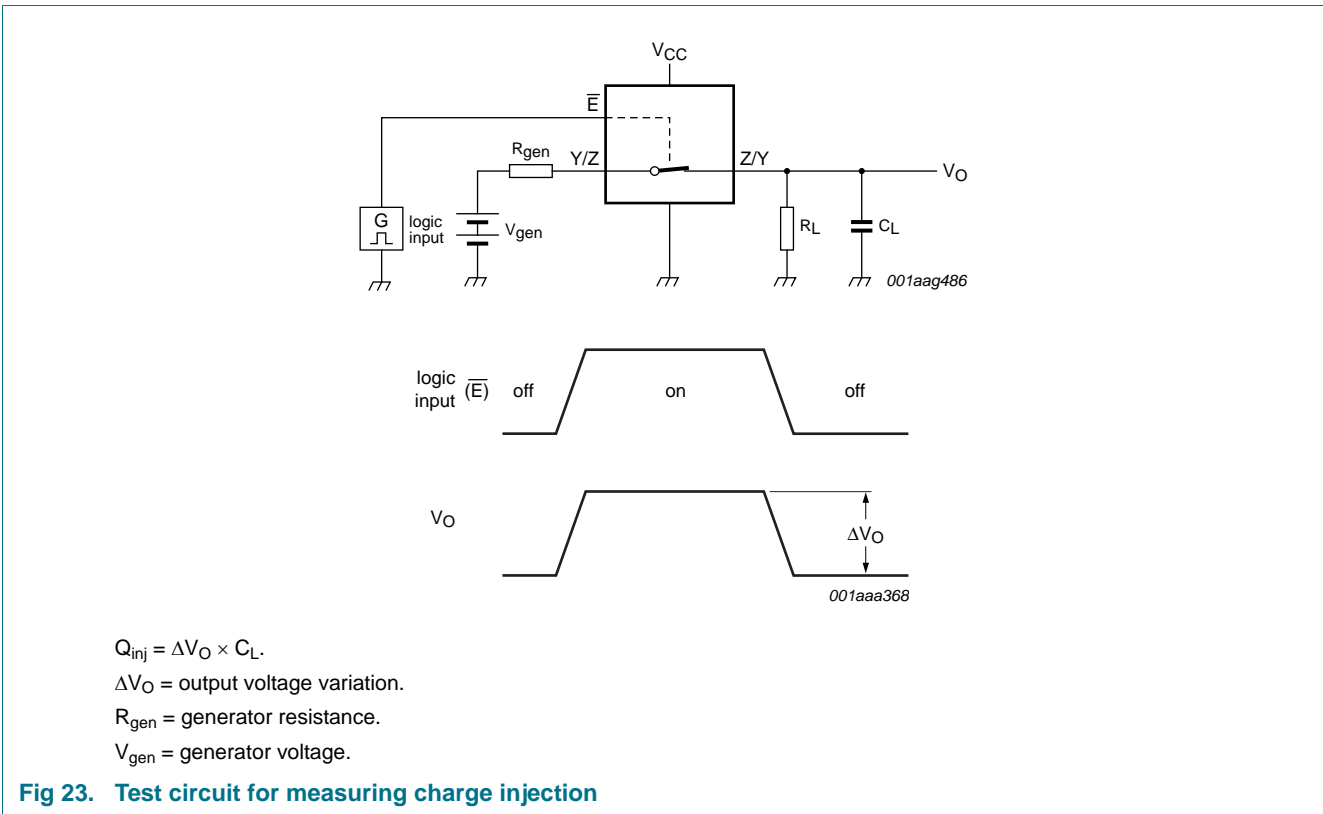 VCC
E̅
Rgen
Y/Z
Z/Y
VO
G
logic
input
Vgen
RL
CL
001aag486
logic
input
(E̅)
off
on
off
VO
ΔVO
001aaa368
Qinj = ΔVO × CL.
ΔVO = output voltage variation.
Rgen = generator resistance.
Vgen = generator voltage.
Fig 23. Test circuit for measuring charge injection